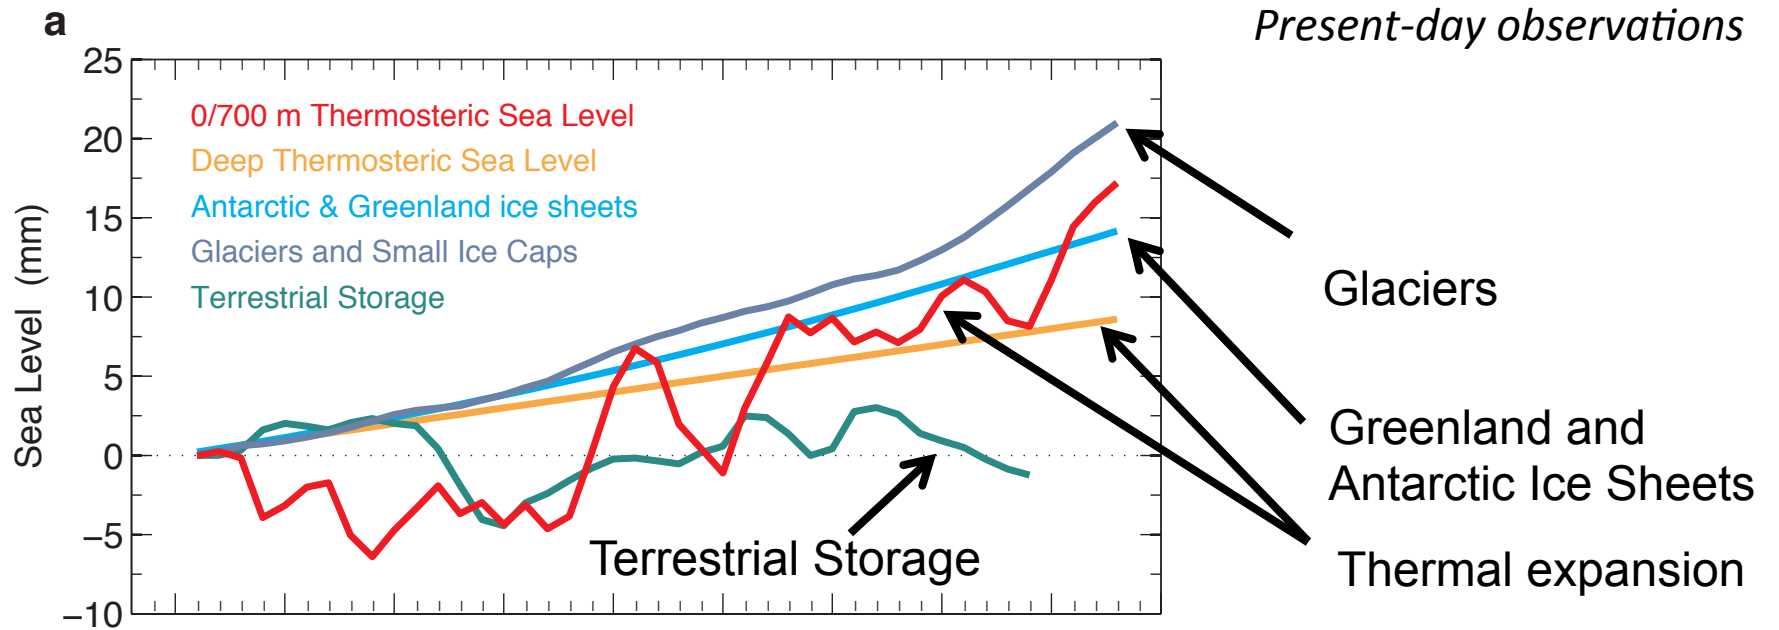 a
Present-day observations
25
20
15
10
5
0
−5
−10
Sea Level (mm)
0/700 m Thermosteric Sea Level
Deep Thermosteric Sea Level
Antarctic & Greenland ice sheets
Glaciers and Small Ice Caps
Terrestrial Storage
Glaciers
Greenland and
Antarctic Ice Sheets
Terrestrial Storage
Thermal expansion